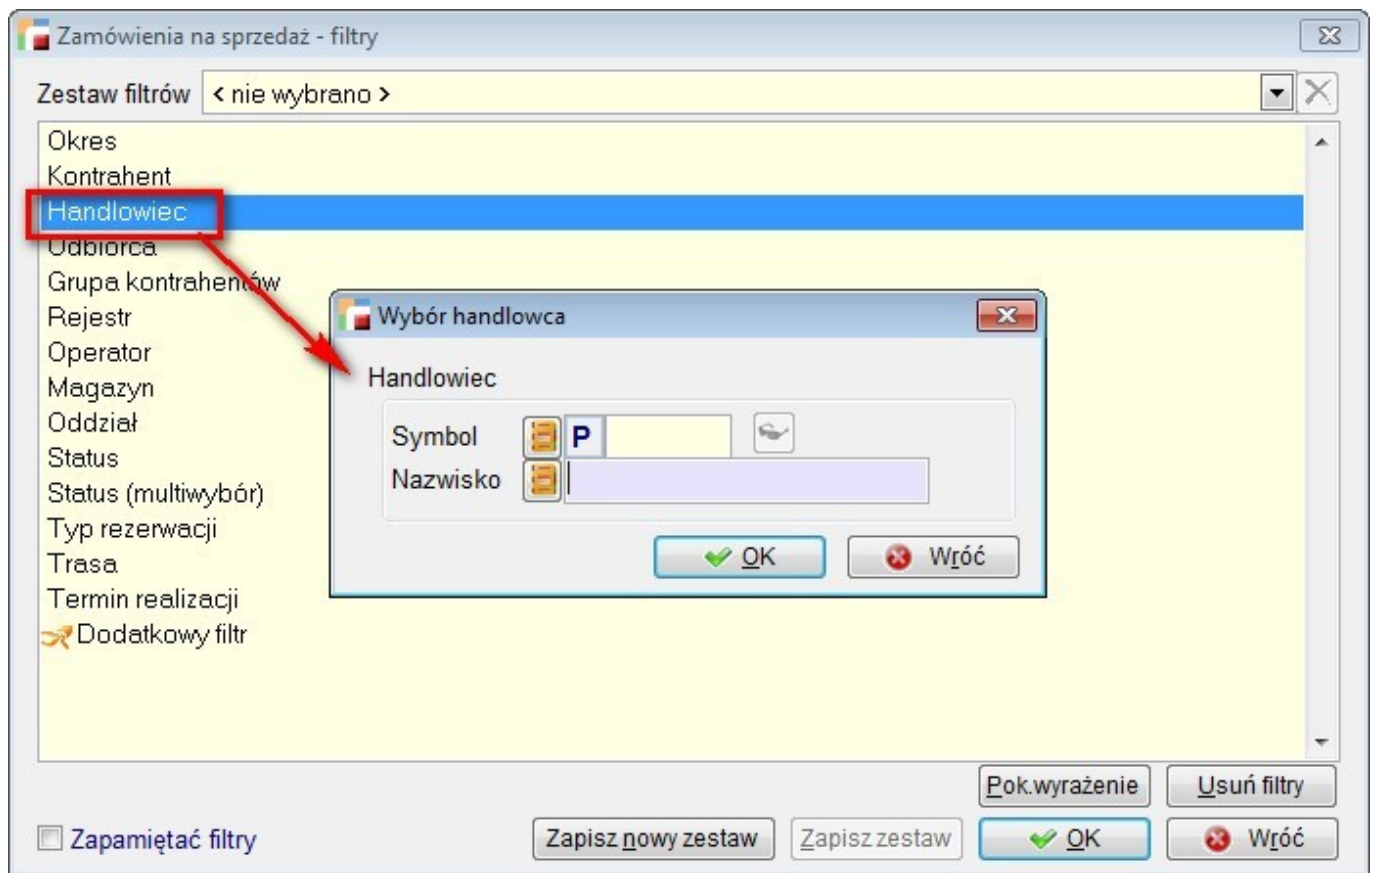 Zamówienia na sprzedaż - filtry
Zestaw filtrów < nie wybrano >
Okres
Kontrahent
Handlowiec
Odbiorca
Grupa kontrahentów
Rejestr
Operator
Magazyn
Oddział
Status
Status (multiwybór)
Typ rezerwacji
Trasa
Termin realizacji
Dodatkowy filtr
Wybór handlowca
Handlowiec
Symbol P
Nazwisko
OK Wróć
Pok.wyrażenie Usuń filtry
Zapamiętać filtry Zapisz nowy zestaw Zapisz zestaw OK Wróć